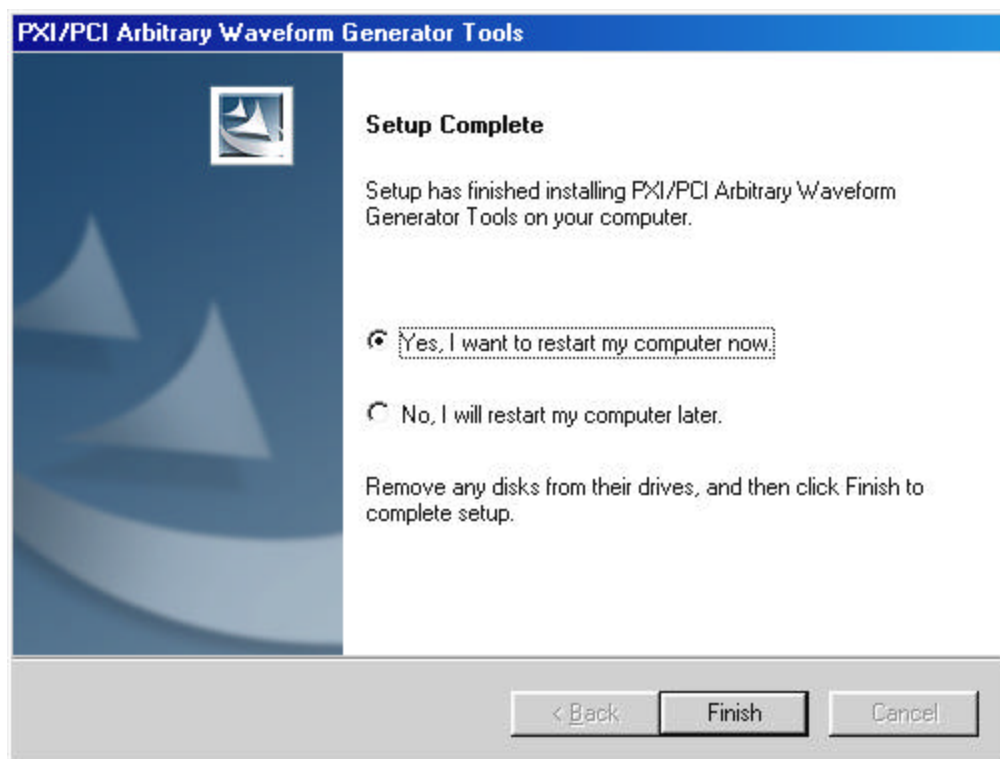 PXI/PCI Arbitrary Waveform Generator Tools
Setup Complete
Setup has finished installing PXI/PCI Arbitrary Waveform
Generator Tools on your computer.
Yes, I want to restart my computer now.
No, I will restart my computer later.
Remove any disks from their drives, and then click Finish to
complete setup.
< Back Finish Cancel